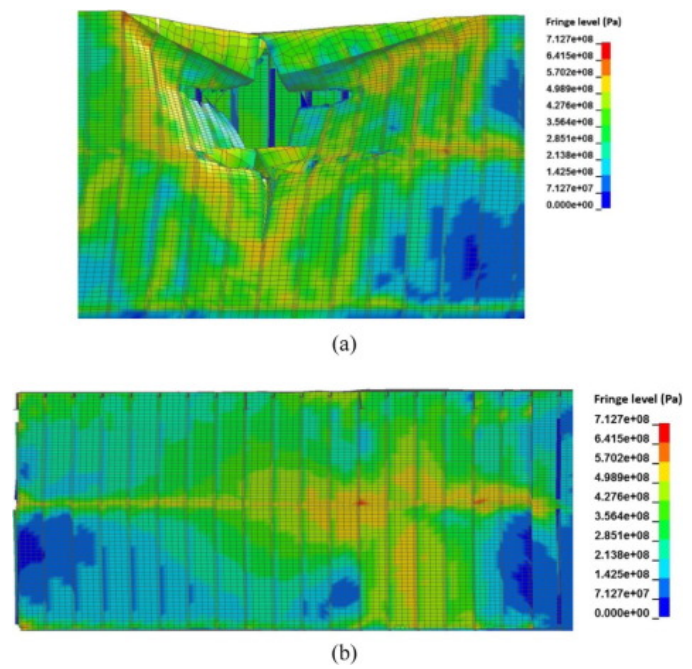 Fringe level (Pa)
7.127e+08
6.415e+08
5.702e+08
4.989e+08
4.276e+08
3.564e+08
2.851e+08
2.138e+08
1.425e+08
7.127e+07
0.000e+00
(a)
Fringe level (Pa)
7.127e+08
6.415e+08
5.702e+08
4.989e+08
4.276e+08
3.564e+08
2.851e+08
2.138e+08
1.425e+08
7.127e+07
0.000e+00
(b)